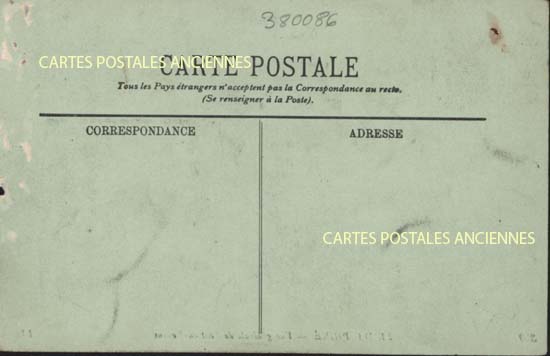 380086
CARTES POSTALES ANCIENNES
CARTE POSTALE
Tous les Pays étrangers n'acceptent pas la Correspondance au recto.
(Se renseigner à la Poste).
CORRESPONDANCE
ADRESSE
CARTES POSTALES ANCIENNES